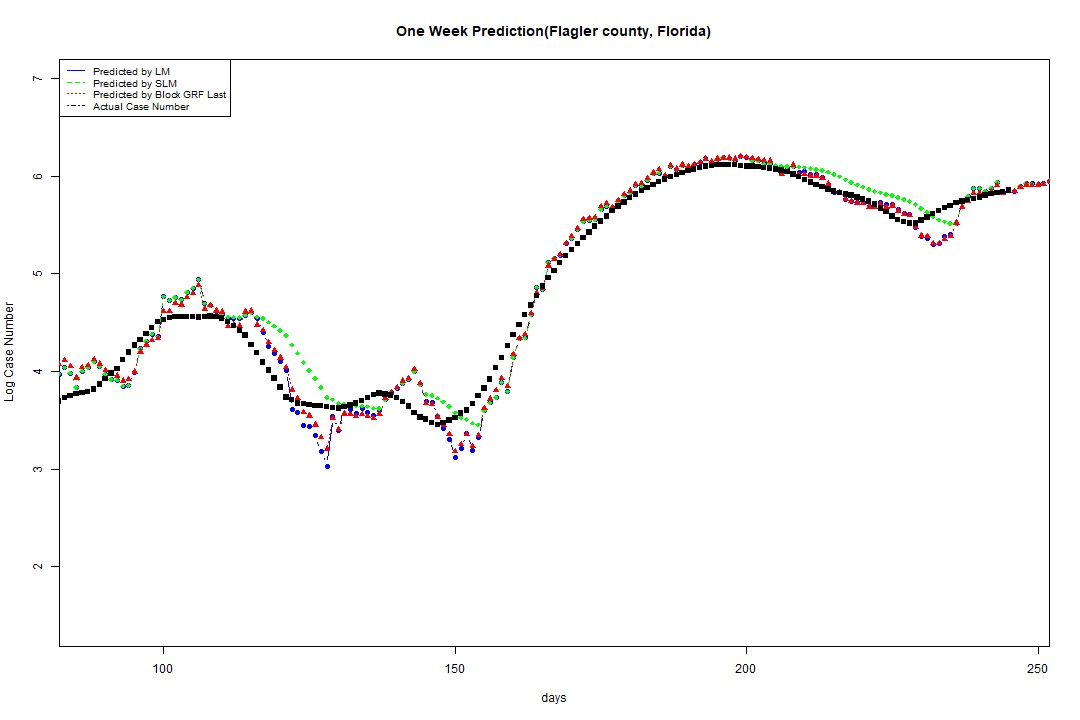 One Week Prediction(Flagler county, Florida)
Predicted by LM
Predicted by SLM
Predicted by Block GRF Last
Actual Case Number
7
6
5
4
3
2
Log Case Number
100 150 200 250
days